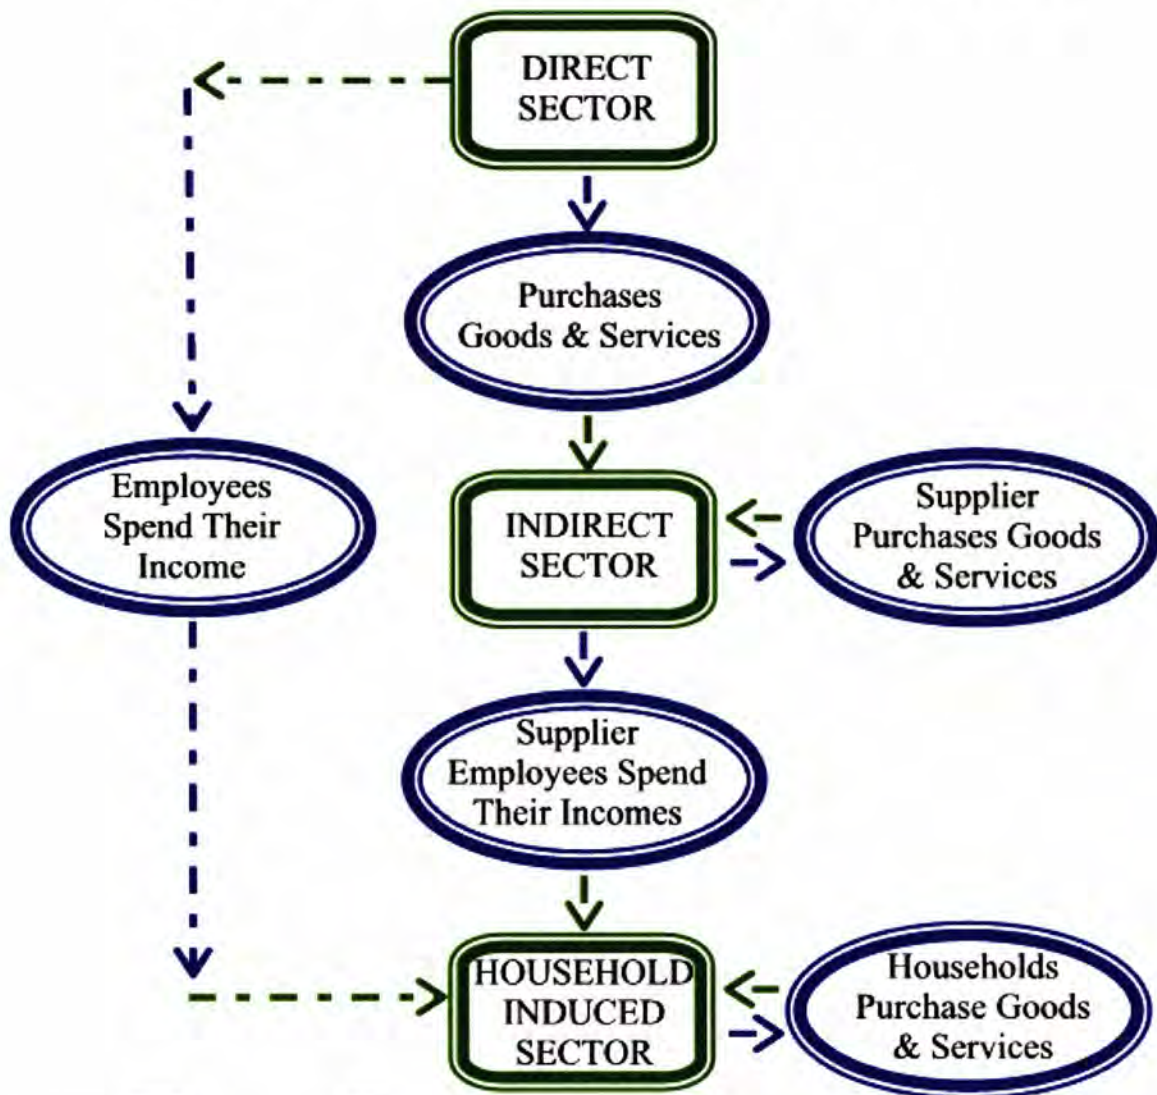 DIRECT
SECTOR
Purchases
Goods & Services
Employees
Spend Their
Income
INDIRECT
SECTOR
Supplier
Purchases Goods
& Services
Supplier
Employees Spend
Their Incomes
HOUSEHOLD
INDUCED
SECTOR
Households
Purchase Goods
& Services